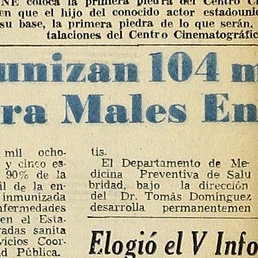 NE coloca la primera piedra del Centro C
en que el hijo del conocido actor estadouni
su base, la primera piedra de lo que serán,
talaciones del Centro Cinematográfic
unizan 104 m
ra Males En
mil ocho-
y cinco es-
90% de la
il de la en-
inmunizada
nfermedades
en el Esta-
radas sanita
vicios Coor
d Pública.
tis.
El Departamento de Me-
dicina Preventiva de Salu
bridad, bajo la dirección
del Dr. Tomás Domínguez
desarrolla permanentemen
Elogió el V Info